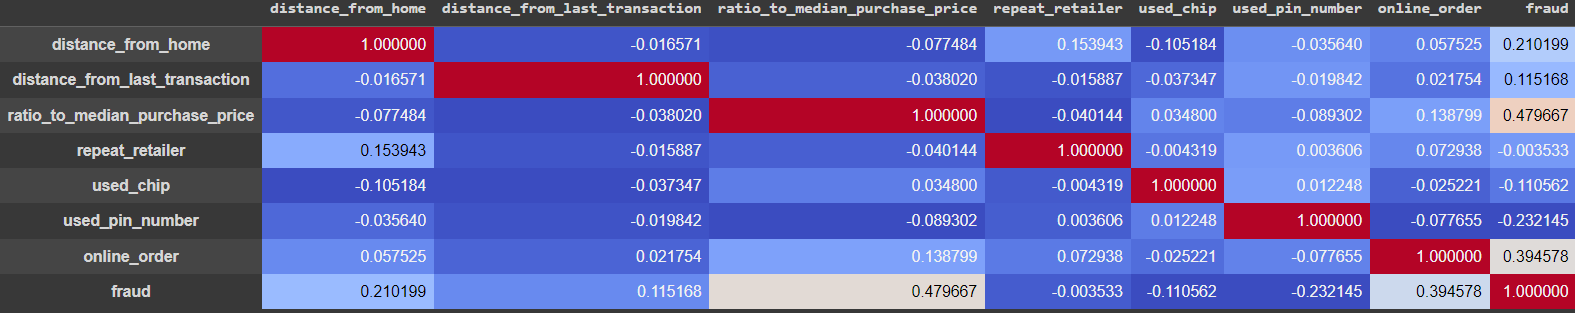 distance_from_home distance_from_last_transaction ratio_to_median_purchase_price repeat_retailer used_chip used_pin_number online_order fraud
distance_from_home 1.000000 -0.016571 -0.077484 0.153943 -0.105184 -0.035640 0.057525 0.210199
distance_from_last_transaction -0.016571 1.000000 -0.038020 -0.015887 -0.037347 -0.019842 0.021754 0.115168
ratio_to_median_purchase_price -0.077484 -0.038020 1.000000 -0.040144 0.034800 -0.089302 0.138799 0.479667
repeat_retailer 0.153943 -0.015887 -0.040144 1.000000 -0.004319 0.003606 0.072938 -0.003533
used_chip -0.105184 -0.037347 0.034800 -0.004319 1.000000 0.012248 -0.025221 -0.110562
used_pin_number -0.035640 -0.019842 -0.089302 0.003606 0.012248 1.000000 -0.077655 -0.232145
online_order 0.057525 0.021754 0.138799 0.072938 -0.025221 -0.077655 1.000000 0.394578
fraud 0.210199 0.115168 0.479667 -0.003533 -0.110562 -0.232145 0.394578 1.000000